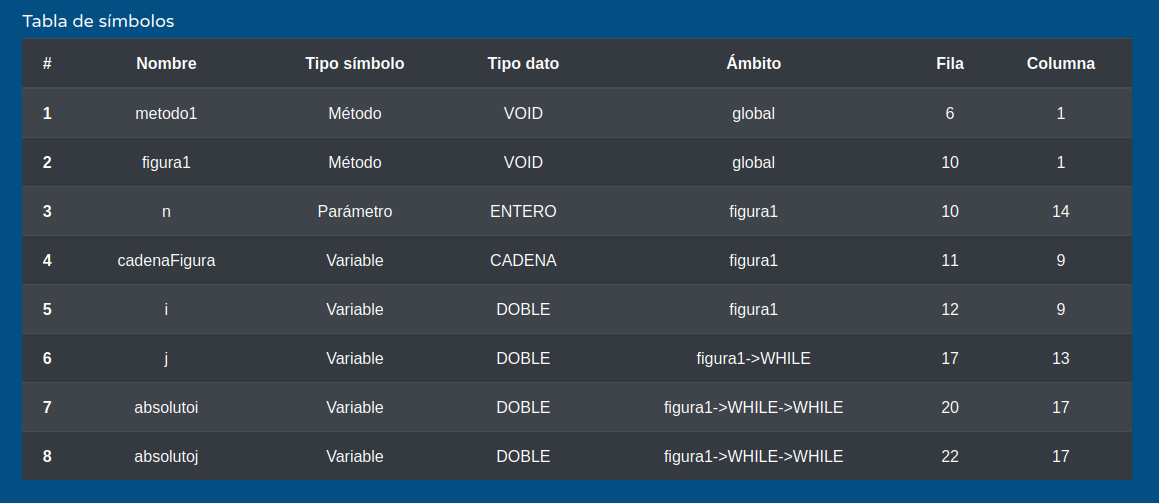 Tabla de símbolos
# Nombre Tipo símbolo Tipo dato Ámbito Fila Columna
1 metodo1 Método VOID global 6 1
2 figura1 Método VOID global 10 1
3 n Parámetro ENTERO figura1 10 14
4 cadenaFigura Variable CADENA figura1 11 9
5 i Variable DOBLE figura1 12 9
6 j Variable DOBLE figura1->WHILE 17 13
7 absolutoi Variable DOBLE figura1->WHILE->WHILE 20 17
8 absolutoj Variable DOBLE figura1->WHILE->WHILE 22 17